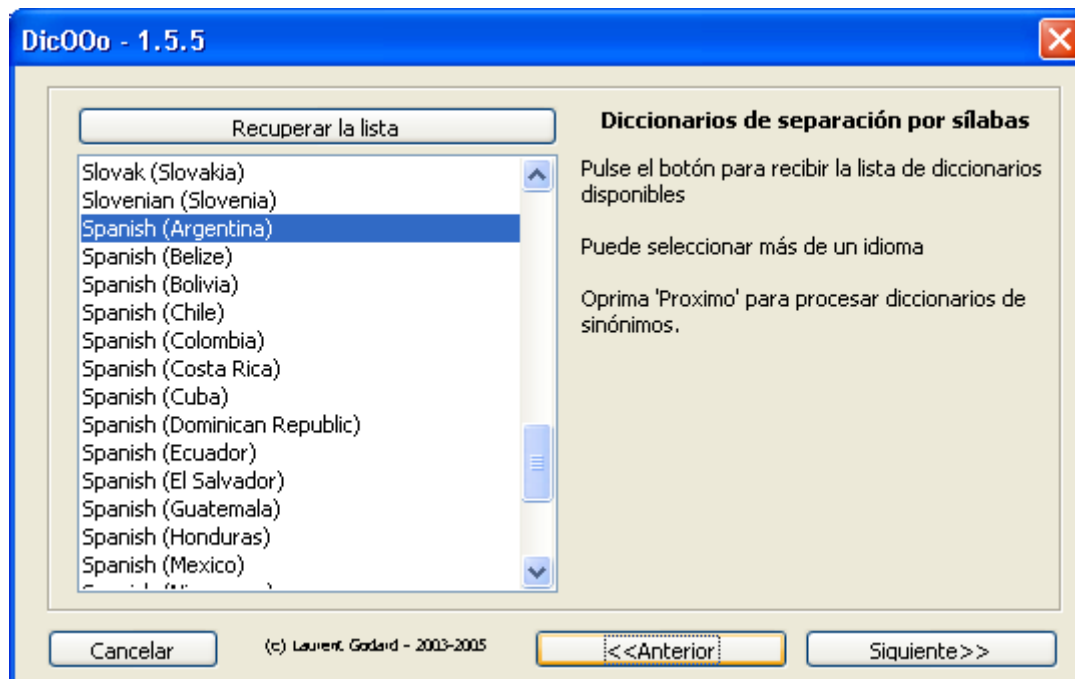 DicOOo - 1.5.5
Recuperar la lista
Slovak (Slovakia)
Slovenian (Slovenia)
Spanish (Argentina)
Spanish (Belize)
Spanish (Bolivia)
Spanish (Chile)
Spanish (Colombia)
Spanish (Costa Rica)
Spanish (Cuba)
Spanish (Dominican Republic)
Spanish (Ecuador)
Spanish (El Salvador)
Spanish (Guatemala)
Spanish (Honduras)
Spanish (Mexico)
Diccionarios de separación por sílabas
Pulse el botón para recibir la lista de diccionarios
disponibles
Puede seleccionar más de un idioma
Oprima 'Proximo' para procesar diccionarios de
sinónimos.
Cancelar
(c) Laurent Godard - 2003-2005
<<Anterior
Siguiente>>